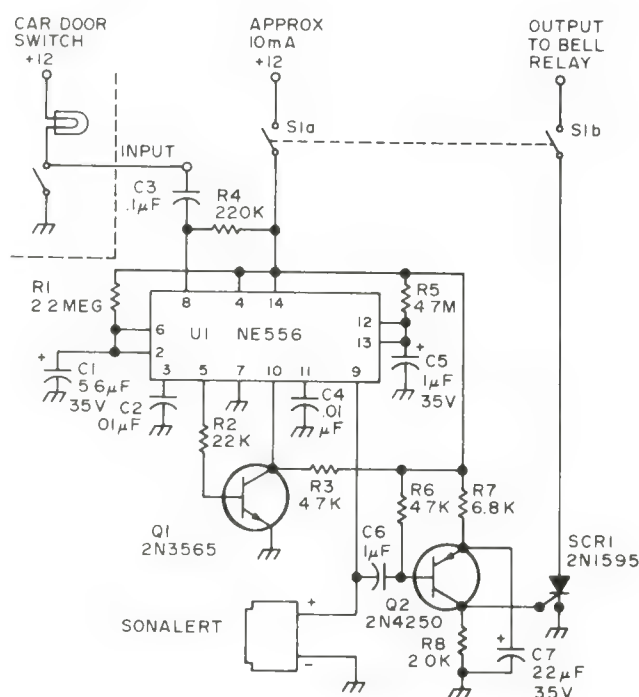 CAR DOOR
SWITCH
+12
APPROX
10mA
+12
OUTPUT
TO BELL
RELAY
S1a
S1b
INPUT
C3
.1µF
R4
220K
R1
2.2MEG
8
4
14
R5
4.7M
6
U1 NE556
12
2
13
+
C1
5.6µF
35V
3
5
7
10
11
9
+
C5
1µF
35V
C2
.01µF
R2
22K
C4
.01
µF
R3
4.7K
R6
47K
R7
6.8K
Q1
2N3565
C6
1µF
SCR1
2N1595
Q2
2N4250
SONALERT
+
-
R8
2.0K
+
C7
22µF
35V